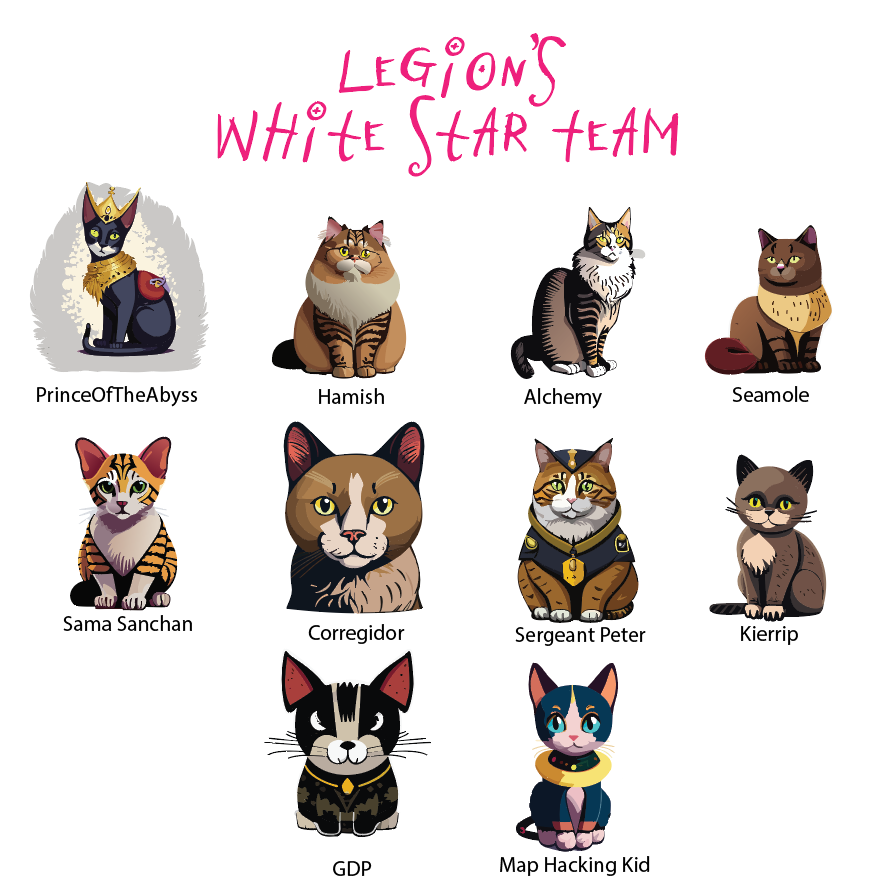 LEGION'S
WHITE STAR TEAM
PrinceOfTheAbyss
Hamish
Alchemy
Seamole
Sama Sanchan
Corregidor
Sergeant Peter
Kierrip
GDP
Map Hacking Kid